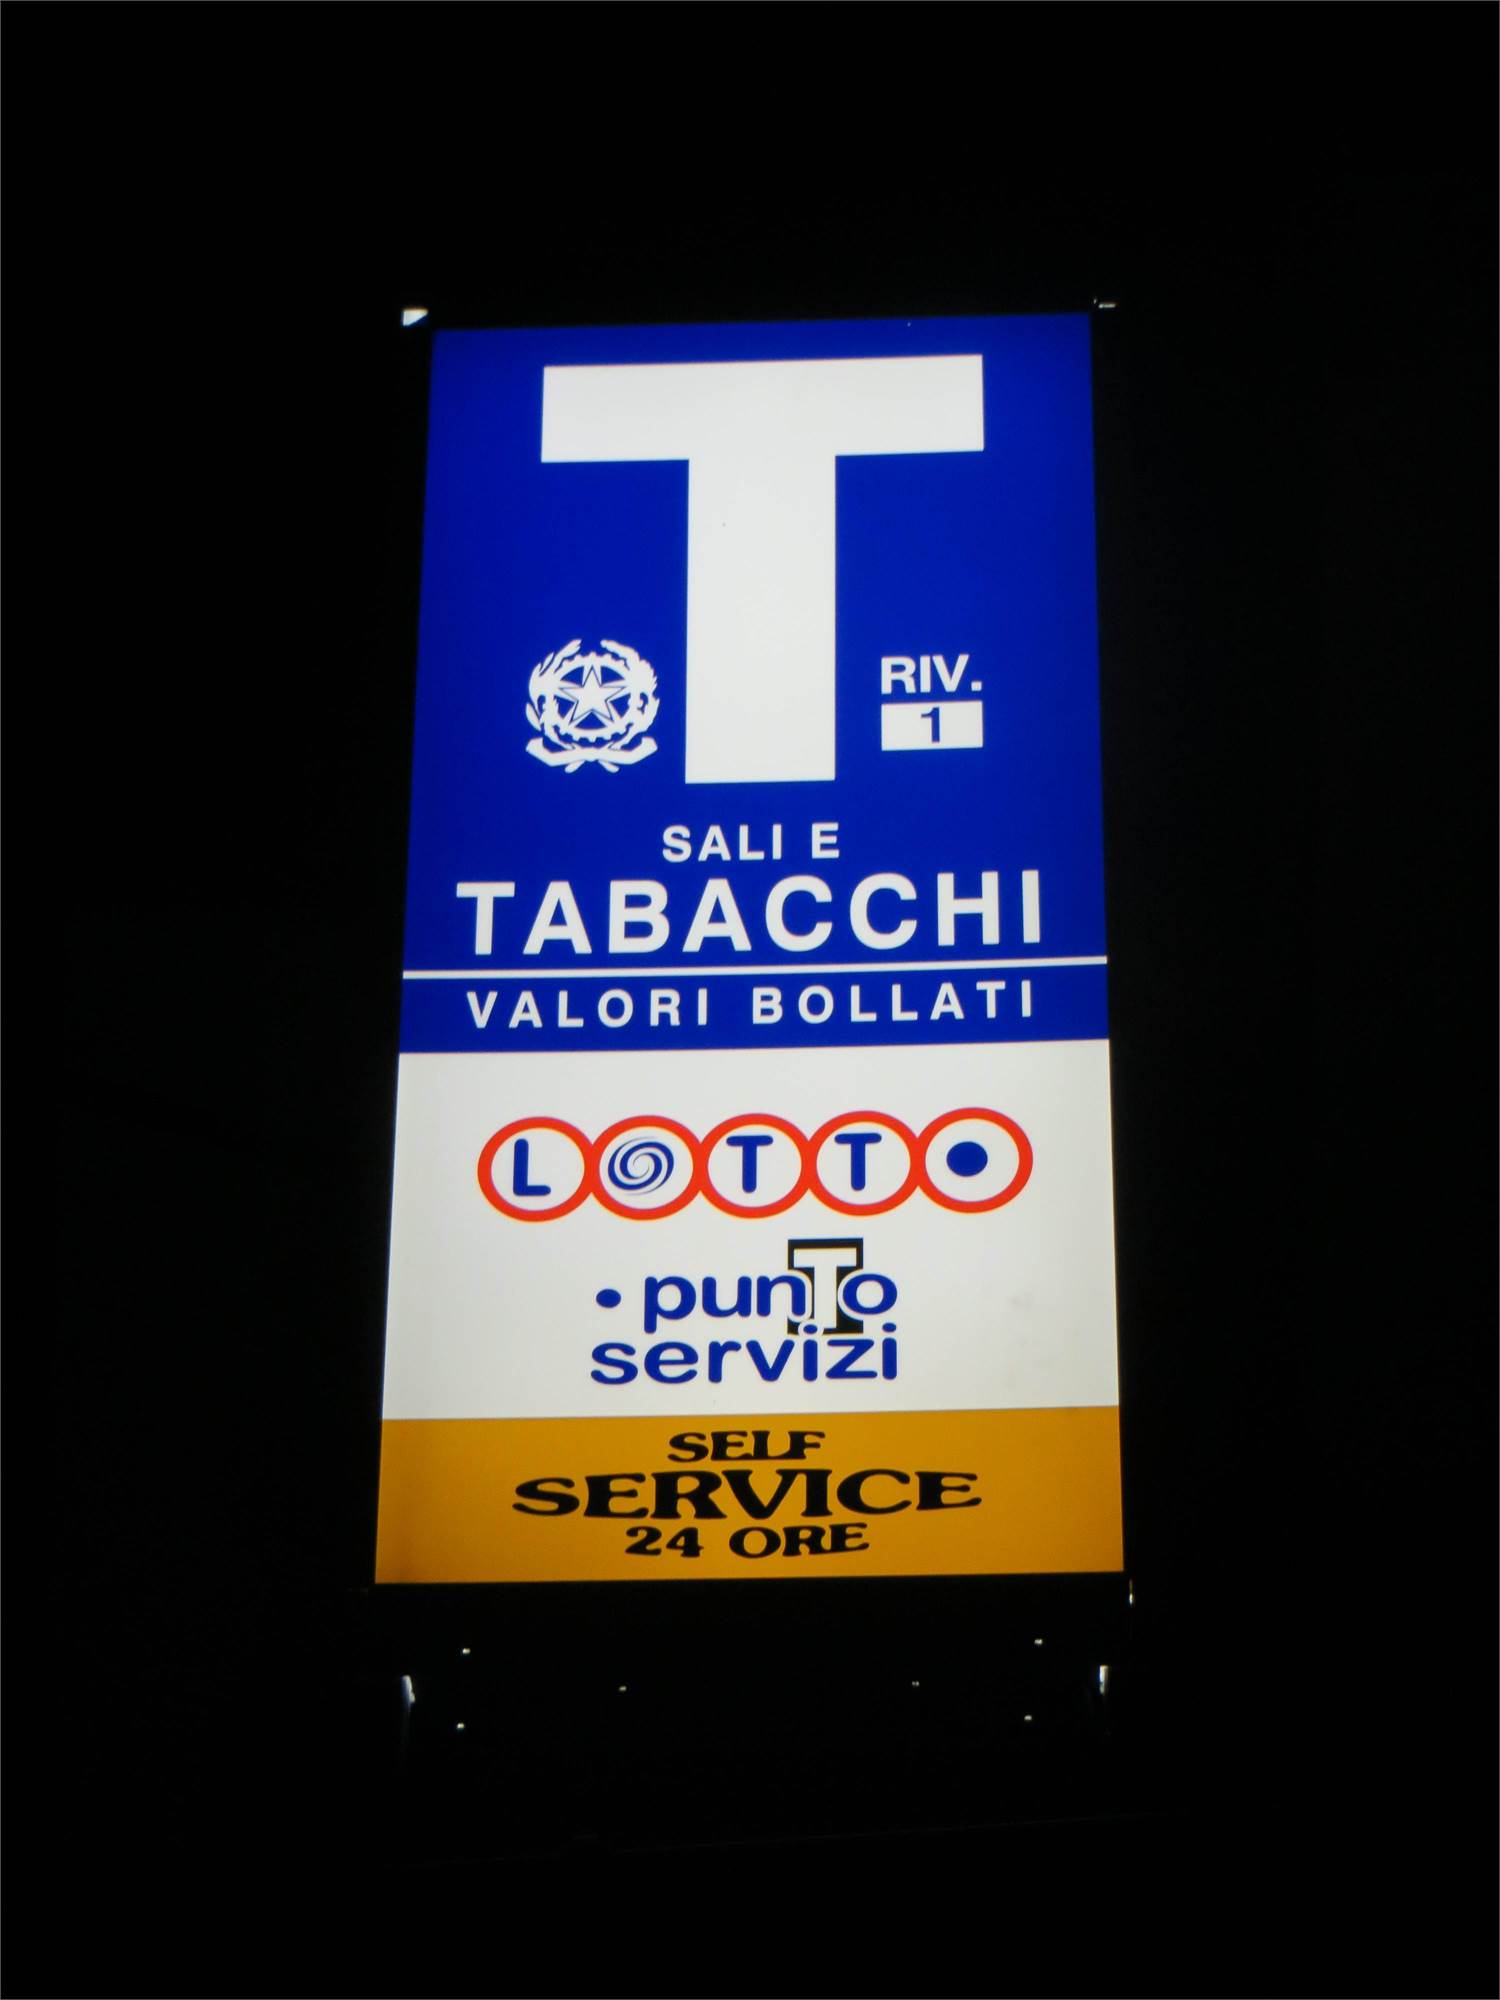 T
RIV.
1
SALI E
TABACCHI
VALORI BOLLATI
LOTTO
punto
servizi
SELF
SERVICE
24 ORE